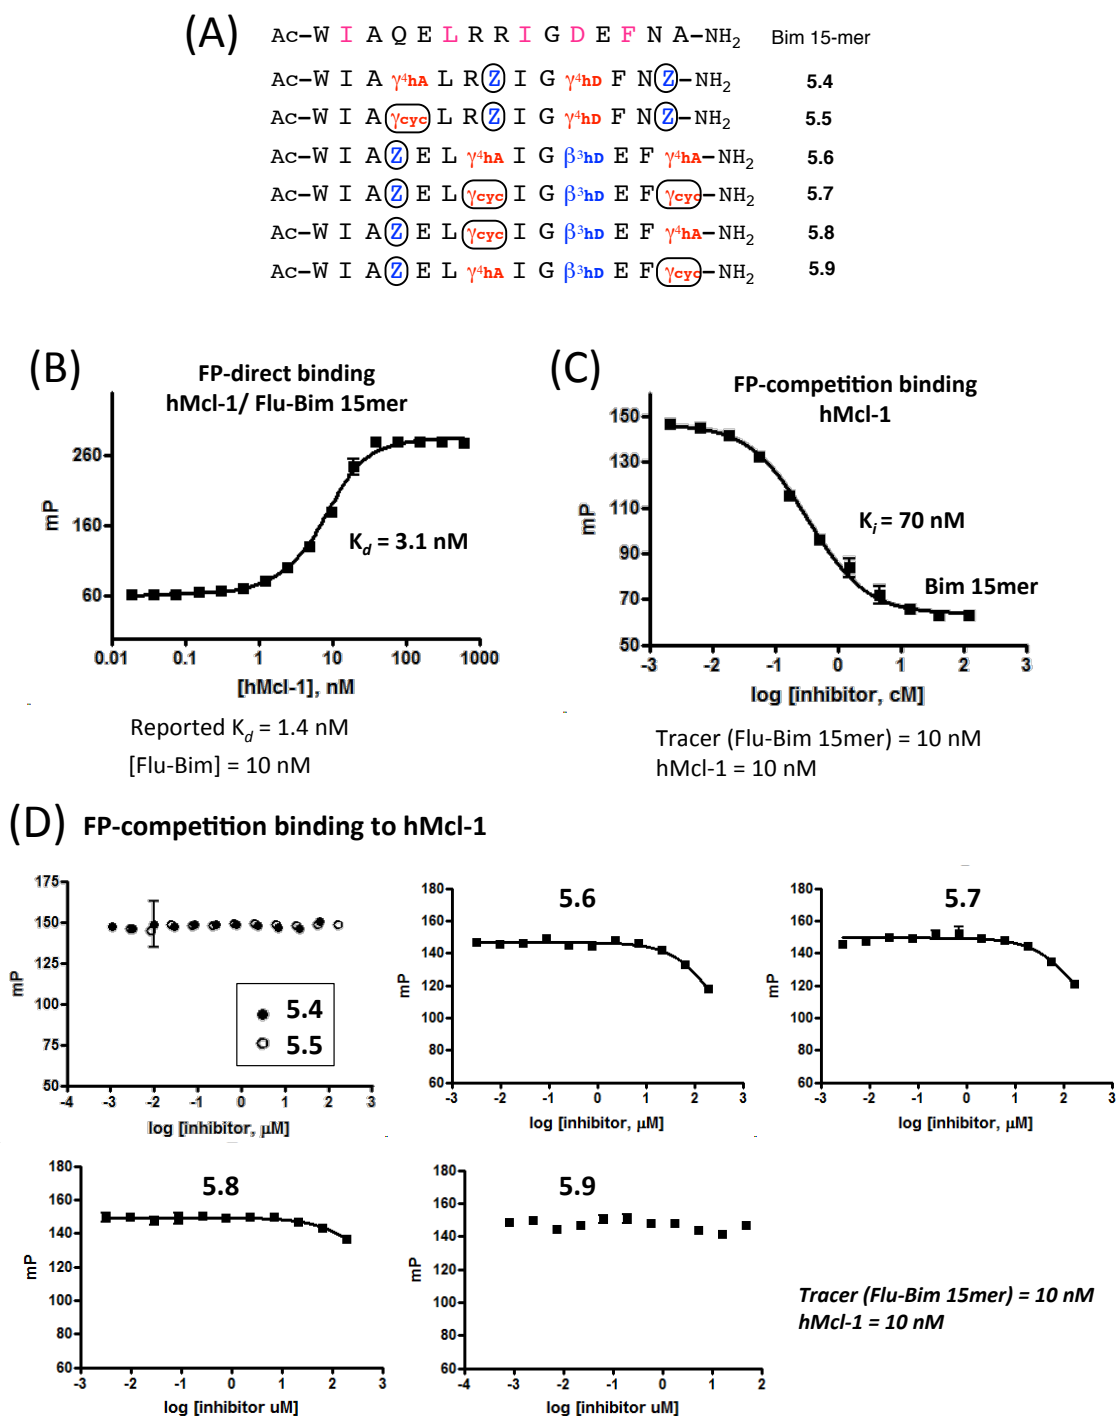 (A)
Ac–W I A Q E L R R I G D E F N A–NH₂ Bim 15-mer
Ac–W I A γ⁴hA L R Z I G γ⁴hD F N Z–NH₂ 5.4
Ac–W I A γcyc L R Z I G γ⁴hD F N Z–NH₂ 5.5
Ac–W I A Z E L γ⁴hA I G β³hD E F γ⁴hA–NH₂ 5.6
Ac–W I A Z E L γcyc I G β³hD E F γcyc–NH₂ 5.7
Ac–W I A Z E L γcyc I G β³hD E F γ⁴hA–NH₂ 5.8
Ac–W I A Z E L γ⁴hA I G β³hD E F γcyc–NH₂ 5.9
(B)
FP-direct binding
hMcl-1/ Flu-Bim 15mer
260
160
60
mP
K_d = 3.1 nM
0.01 0.1 1 10 100 1000
[hMcl-1], nM
Reported K_d = 1.4 nM
[Flu-Bim] = 10 nM
(C)
FP-competition binding
hMcl-1
150
130
110
90
70
50
mP
K_i = 70 nM
Bim 15mer
-3 -2 -1 0 1 2 3
log [inhibitor, cM]
Tracer (Flu-Bim 15mer) = 10 nM
hMcl-1 = 10 nM
(D) FP-competition binding to hMcl-1
175
150
125
100
75
50
mP
5.4
5.5
-4 -3 -2 -1 0 1 2 3
log [inhibitor, μM]
5.6
180
160
140
120
100
80
60
mP
-3 -2 -1 0 1 2 3
log [inhibitor, μM]
5.7
180
160
140
120
100
80
60
mP
-3 -2 -1 0 1 2 3
log [inhibitor, μM]
5.8
180
160
140
120
100
80
60
mP
-3 -2 -1 0 1 2 3
log [inhibitor uM]
5.9
180
160
140
120
100
80
60
mP
-4 -3 -2 -1 0 1 2
log [inhibitor uM]
Tracer (Flu-Bim 15mer) = 10 nM
hMcl-1 = 10 nM